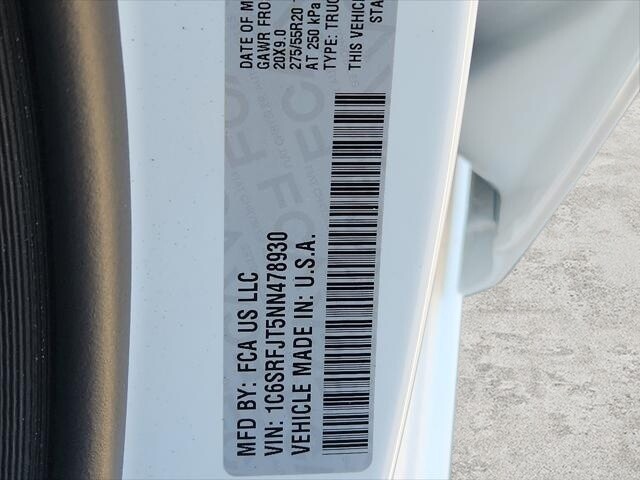 DATE OF M
GAWR FRO
20X9.0
275/55R20
AT 250 kPa
TYPE: TRUC
THIS VEHICL
STA
MFD BY: FCA US LLC
VIN: 1C6SRFJT5NN478930
VEHICLE MADE IN: U.S.A.